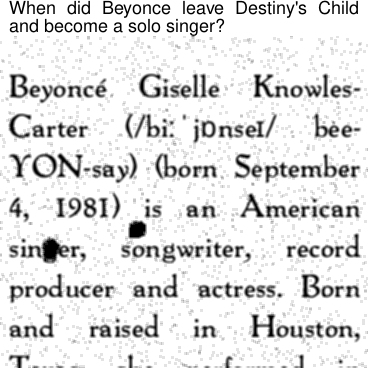 When did Beyonce leave Destiny's Child
and become a solo singer?
Beyoncé Giselle Knowles-
Carter (/biːˈjɒnseɪ/ bee-
YON-say) (born September
4, 1981) is an American
singer, songwriter, record
producer and actress. Born
and raised in Houston,